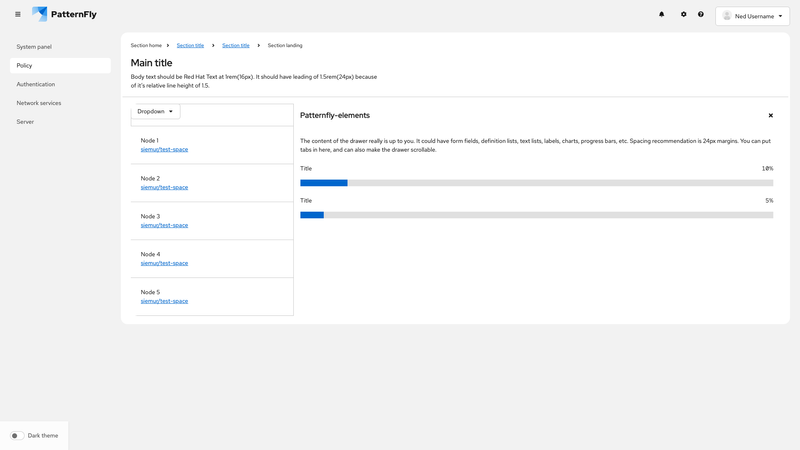 PatternFly
Ned Username
System panel
Policy
Authentication
Network services
Server
Section home
Section title
Section title
Section landing
Main title
Body text should be Red Hat Text at 1rem(16px). It should have leading of 1.5rem(24px) because
of it's relative line height of 1.5.
Dropdown
Node 1
siemur/test-space
Node 2
siemur/test-space
Node 3
siemur/test-space
Node 4
siemur/test-space
Node 5
siemur/test-space
Patternfly-elements
The content of the drawer really is up to you. It could have form fields, definition lists, text lists, labels, charts, progress bars, etc. Spacing recommendation is 24px margins. You can put
tabs in here, and can also make the drawer scrollable.
Title
10%
Title
5%
Dark theme